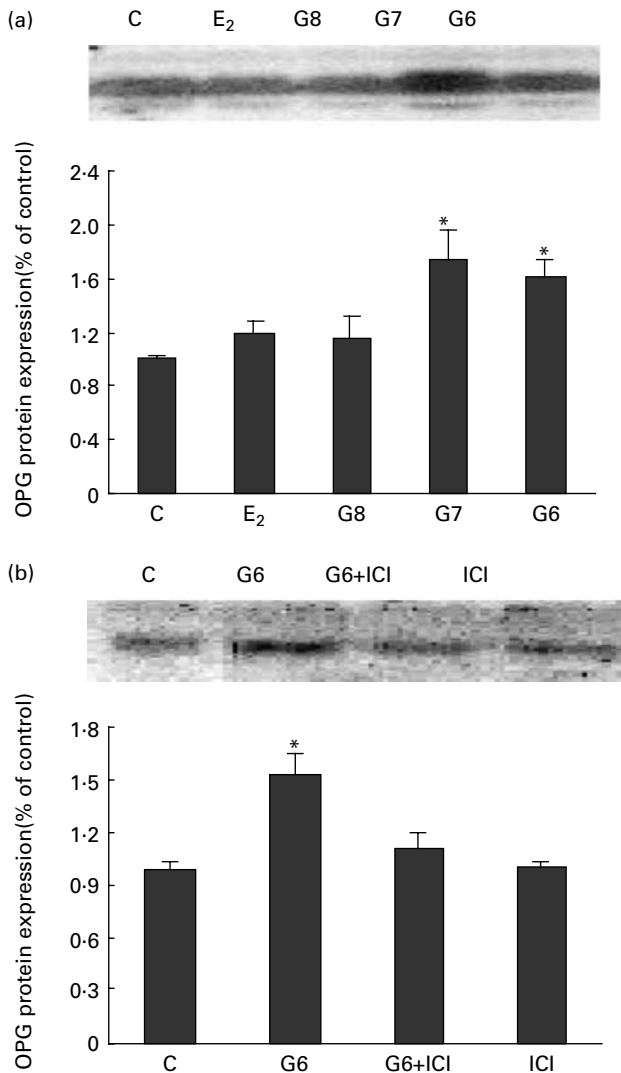 (a)
C E₂ G8 G7 G6
OPG protein expression(% of control)
2·4
2·0
1·6
1·2
0·8
0·4
0
*
*
C E₂ G8 G7 G6
(b)
C G6 G6+ICI ICI
OPG protein expression(% of control)
1·8
1·5
1·2
0·9
0·6
0·3
0
*
C G6 G6+ICI ICI